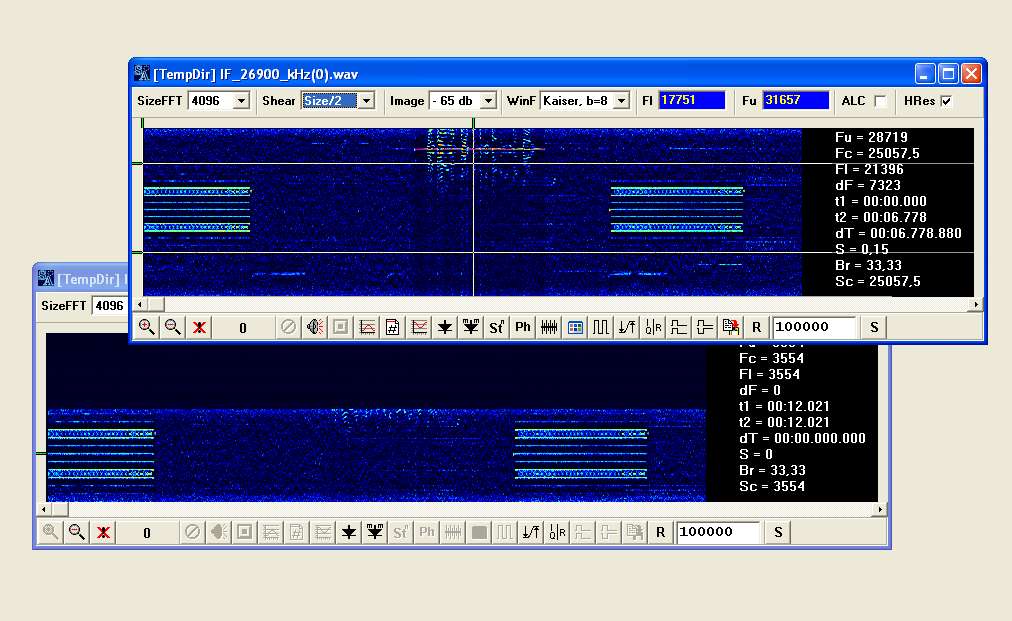 [TempDir] IF_26900_kHz(0).wav
SizeFFT 4096 Shear Size/2 Image - 65 db WinF Kaiser, b=8 Fl 17751 Fu 31657 ALC HRes
Fu = 28719
Fc = 25057,5
Fl = 21396
dF = 7323
t1 = 00:00.000
t2 = 00:06.778
dT = 00:06.778.880
S = 0,15
Br = 33,33
Sc = 25057,5
0 St Ph R 100000 S
[TempDir]
SizeFFT 4096
Fc = 3554
Fl = 3554
dF = 0
t1 = 00:12.021
t2 = 00:12.021
dT = 00:00.000.000
S = 0
Br = 33,33
Sc = 3554
0 St Ph R 100000 S